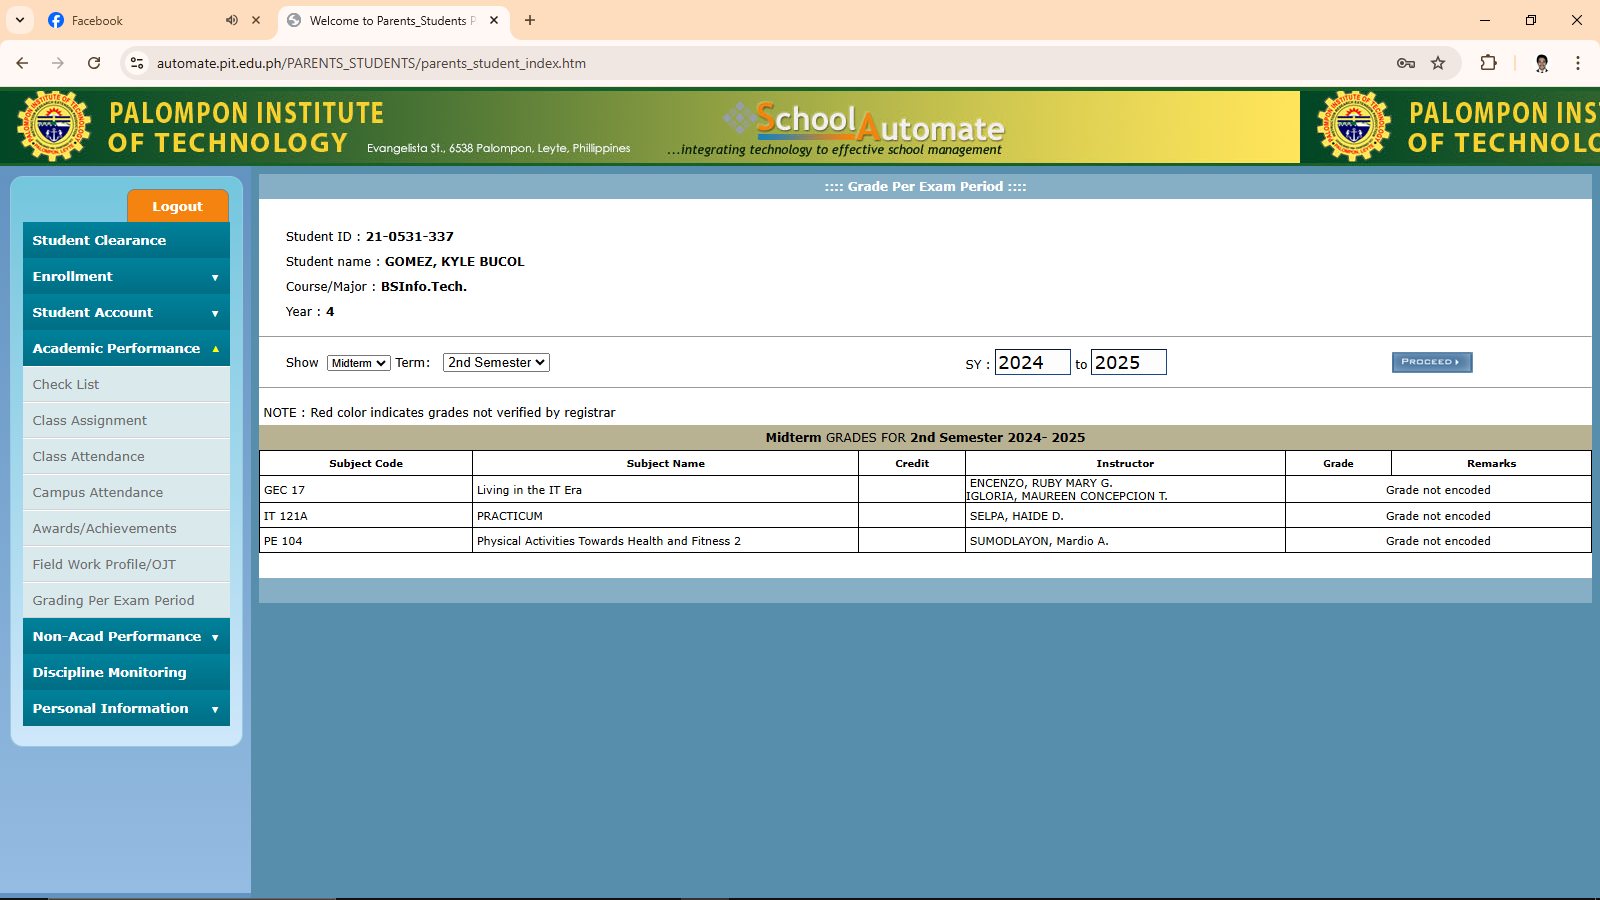 Facebook
Welcome to Parents_Students P
automate.pit.edu.ph/PARENTS_STUDENTS/parents_student_index.htm
PALOMPON INSTITUTE
OF TECHNOLOGY
Evangelista St., 6538 Palompon, Leyte, Phillippines
SchoolAutomate
...integrating technology to effective school management
PALOMPON INS
OF TECHNOLO
Logout
Student Clearance
Enrollment
Student Account
Academic Performance
Check List
Class Assignment
Class Attendance
Campus Attendance
Awards/Achievements
Field Work Profile/OJT
Grading Per Exam Period
Non-Acad Performance
Discipline Monitoring
Personal Information
:::: Grade Per Exam Period ::::
Student ID : 21-0531-337
Student name : GOMEZ, KYLE BUCOL
Course/Major : BSInfo.Tech.
Year : 4
Show Midterm Term: 2nd Semester SY : 2024 to 2025 PROCEED
NOTE : Red color indicates grades not verified by registrar
Midterm GRADES FOR 2nd Semester 2024- 2025
Subject Code Subject Name Credit Instructor Grade Remarks
GEC 17 Living in the IT Era ENCENZO, RUBY MARY G. Grade not encoded
IGLORIA, MAUREEN CONCEPCION T.
IT 121A PRACTICUM SELPA, HAIDE D. Grade not encoded
PE 104 Physical Activities Towards Health and Fitness 2 SUMODLAYON, Mardio A. Grade not encoded